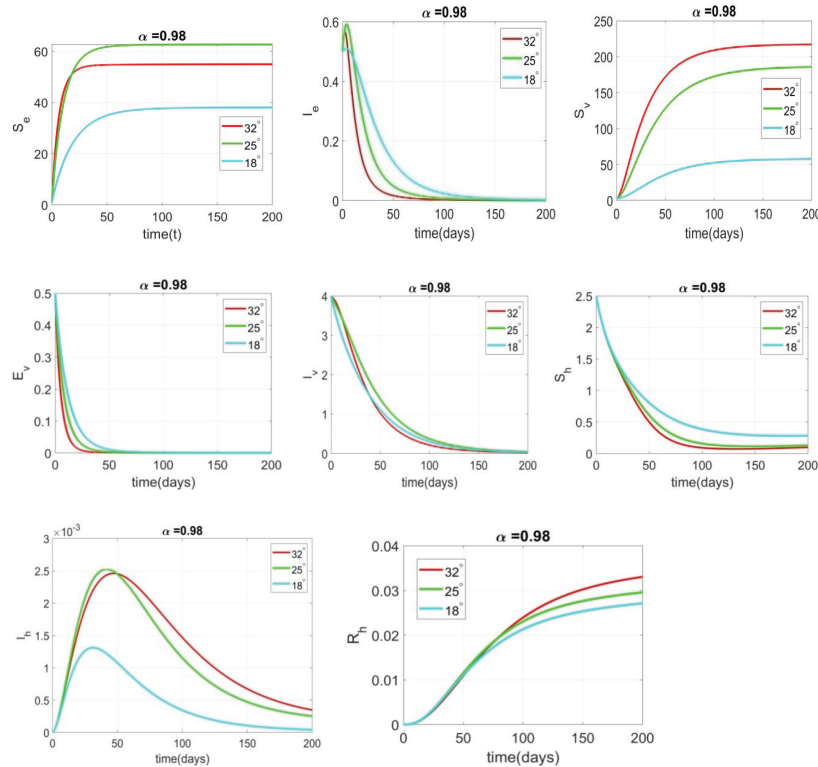 α =0.98
S_e
60
40
20
0
0 50 100 150 200
time(t)
32°
25°
18°
α =0.98
I_e
0.6
0.4
0.2
0
0 50 100 150 200
time(days)
32°
25°
18°
α =0.98
S_v
250
200
150
100
50
0
0 50 100 150 200
time(days)
32°
25°
18°
α =0.98
E_v
0.5
0.4
0.3
0.2
0.1
0
0 50 100 150 200
time(days)
32°
25°
18°
α =0.98
I_v
4
3
2
1
0
0 50 100 150 200
time(days)
32°
25°
18°
α =0.98
S_h
2.5
2
1.5
1
0.5
0
0 50 100 150 200
time(days)
32°
25°
18°
α =0.98
×10^-3
I_h
3
2.5
2
1.5
1
0.5
0
0 50 100 150 200
time(days)
32°
25°
18°
α =0.98
R_h
0.04
0.03
0.02
0.01
0
0 50 100 150 200
time(days)
32°
25°
18°